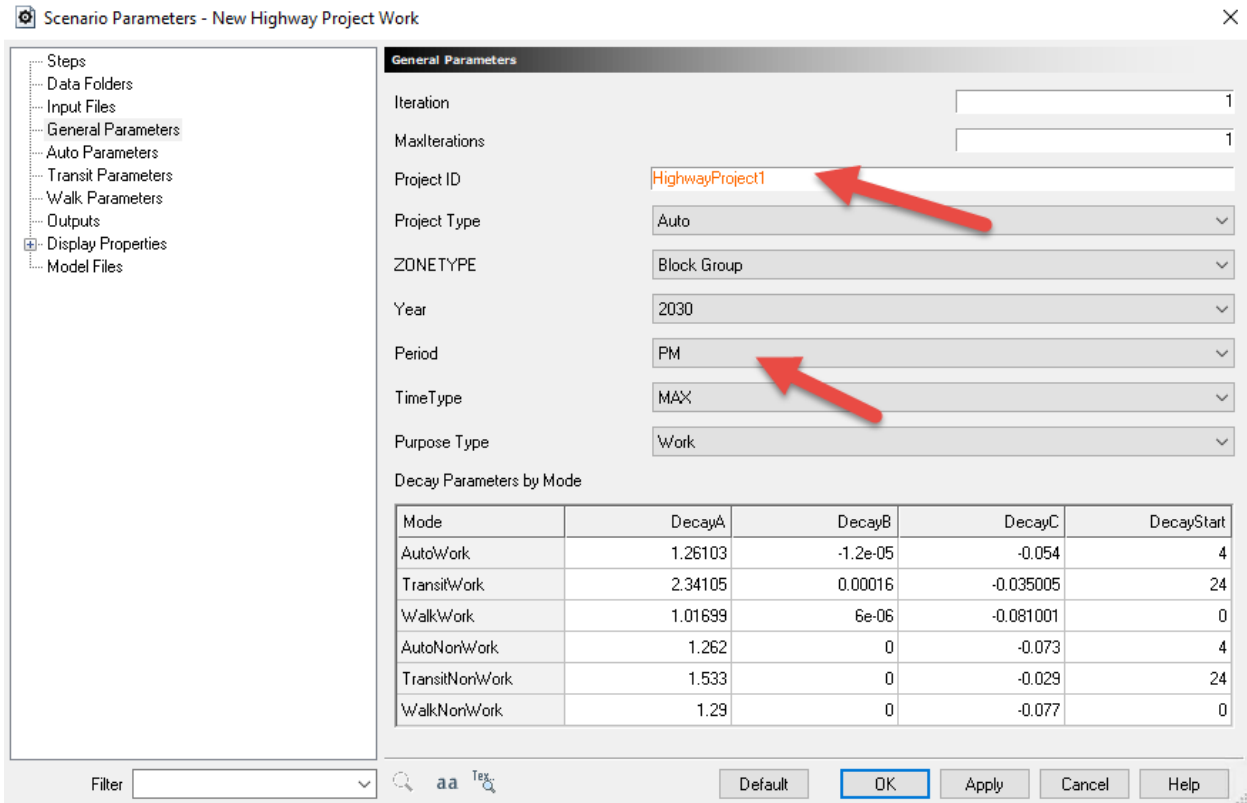 Scenario Parameters - New Highway Project Work
Steps
Data Folders
Input Files
General Parameters
Auto Parameters
Transit Parameters
Walk Parameters
Outputs
Display Properties
Model Files
Filter
General Parameters
Iteration 1
MaxIterations 1
Project ID HighwayProject1
Project Type Auto
ZONETYPE Block Group
Year 2030
Period PM
TimeType MAX
Purpose Type Work
Decay Parameters by Mode
Mode DecayA DecayB DecayC DecayStart
AutoWork 1.26103 -1.2e-05 -0.054 4
TransitWork 2.34105 0.00016 -0.035005 24
WalkWork 1.01699 6e-06 -0.081001 0
AutoNonWork 1.262 0 -0.073 4
TransitNonWork 1.533 0 -0.029 24
WalkNonWork 1.29 0 -0.077 0
aa Tex Default OK Apply Cancel Help